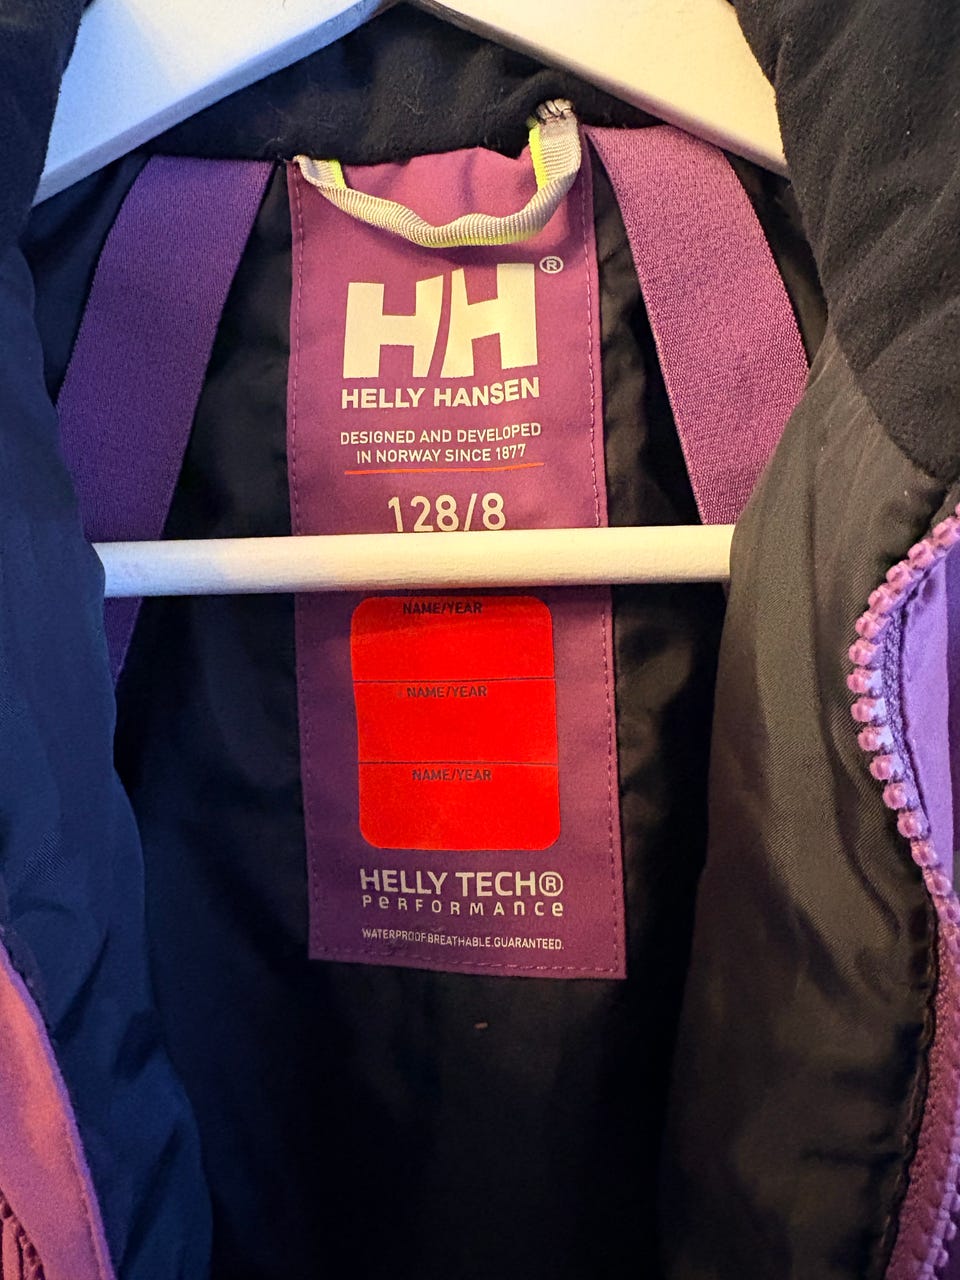 HH®
HELLY HANSEN
DESIGNED AND DEVELOPED
IN NORWAY SINCE 1877
128/8
NAME/YEAR
NAME/YEAR
NAME/YEAR
HELLY TECH®
PERFORMANCE
WATERPROOF.BREATHABLE.GUARANTEED.